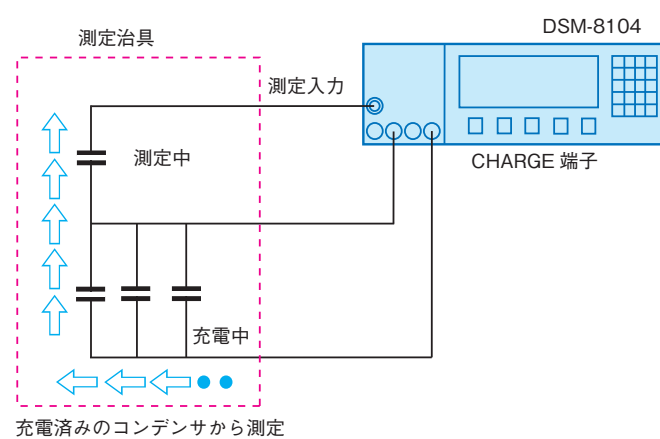 DSM-8104
測定治具
測定入力
測定中
CHARGE 端子
充電中
充電済みのコンデンサから測定